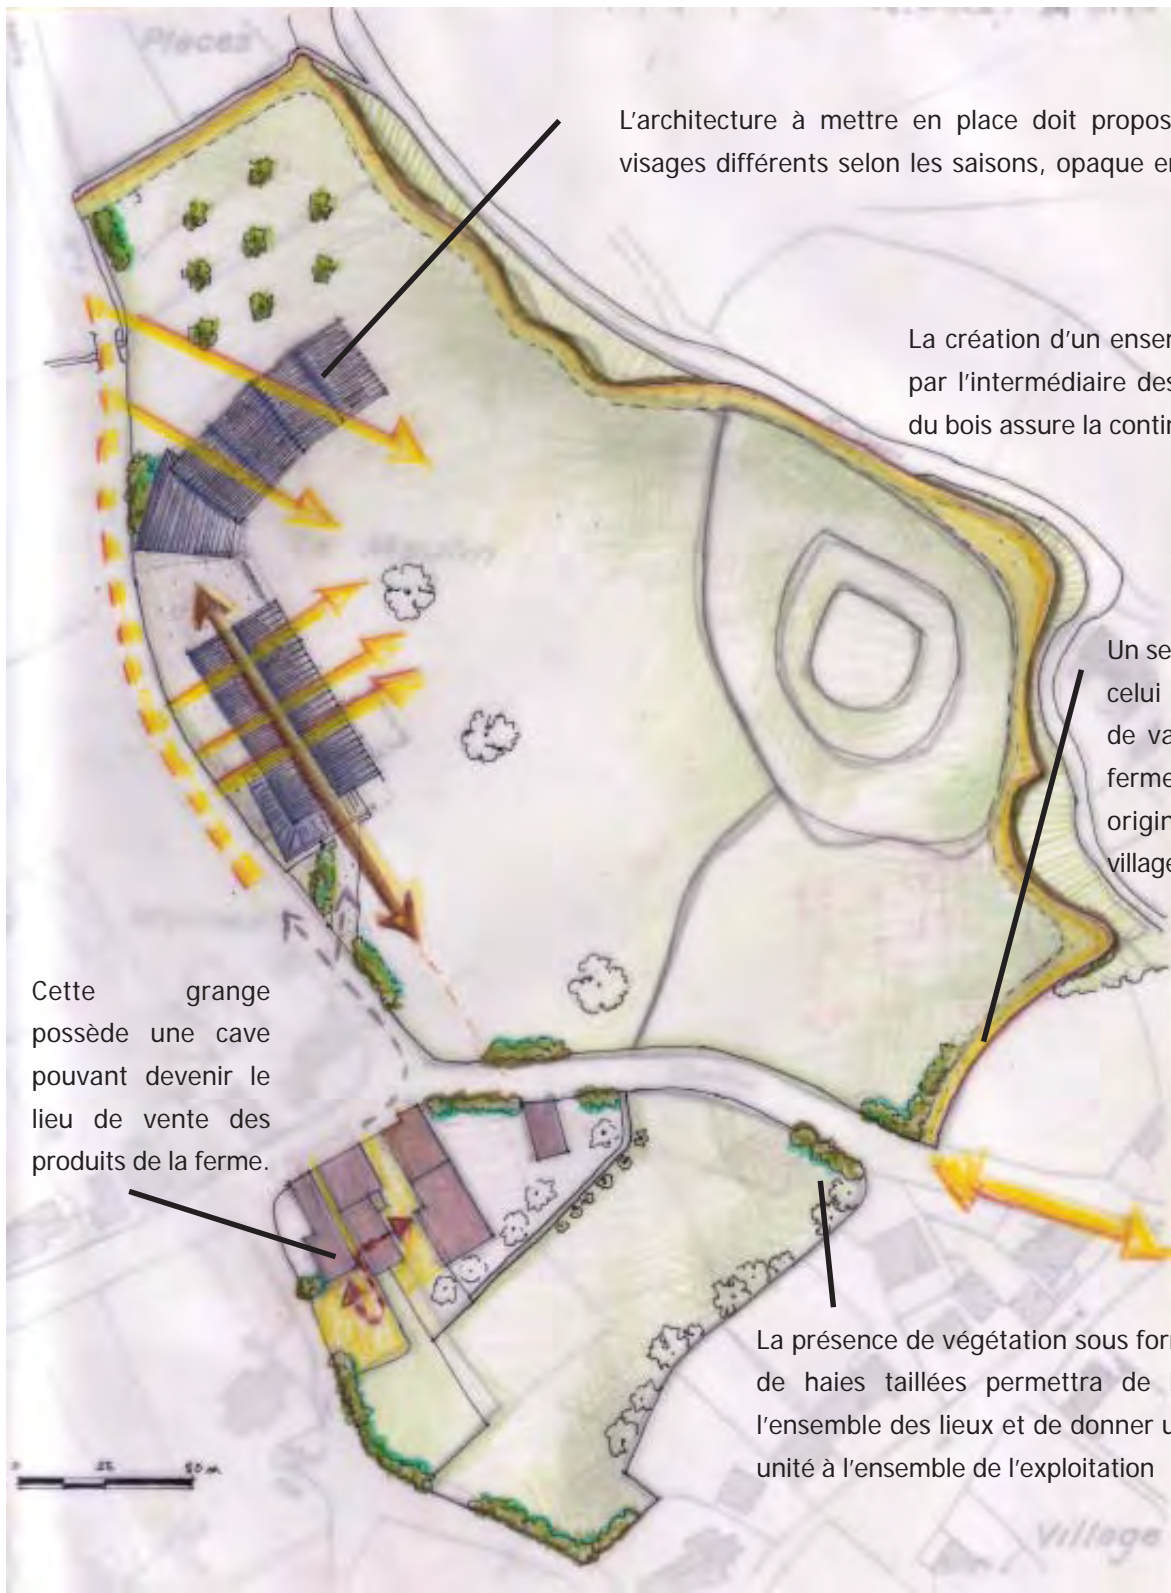 Places
L'architecture à mettre en place doit propos
visages différents selon les saisons, opaque e
La création d'un enser
par l'intermédiaire des
du bois assure la contir
Moulin
Un se
celui
de va
ferme
origin
village
Cette grange
possède une cave
pouvant devenir le
lieu de vente des
produits de la ferme.
La présence de végétation sous for
de haies taillées permettra de
l'ensemble des lieux et de donner u
unité à l'ensemble de l'exploitation
0 25 50 m
Village